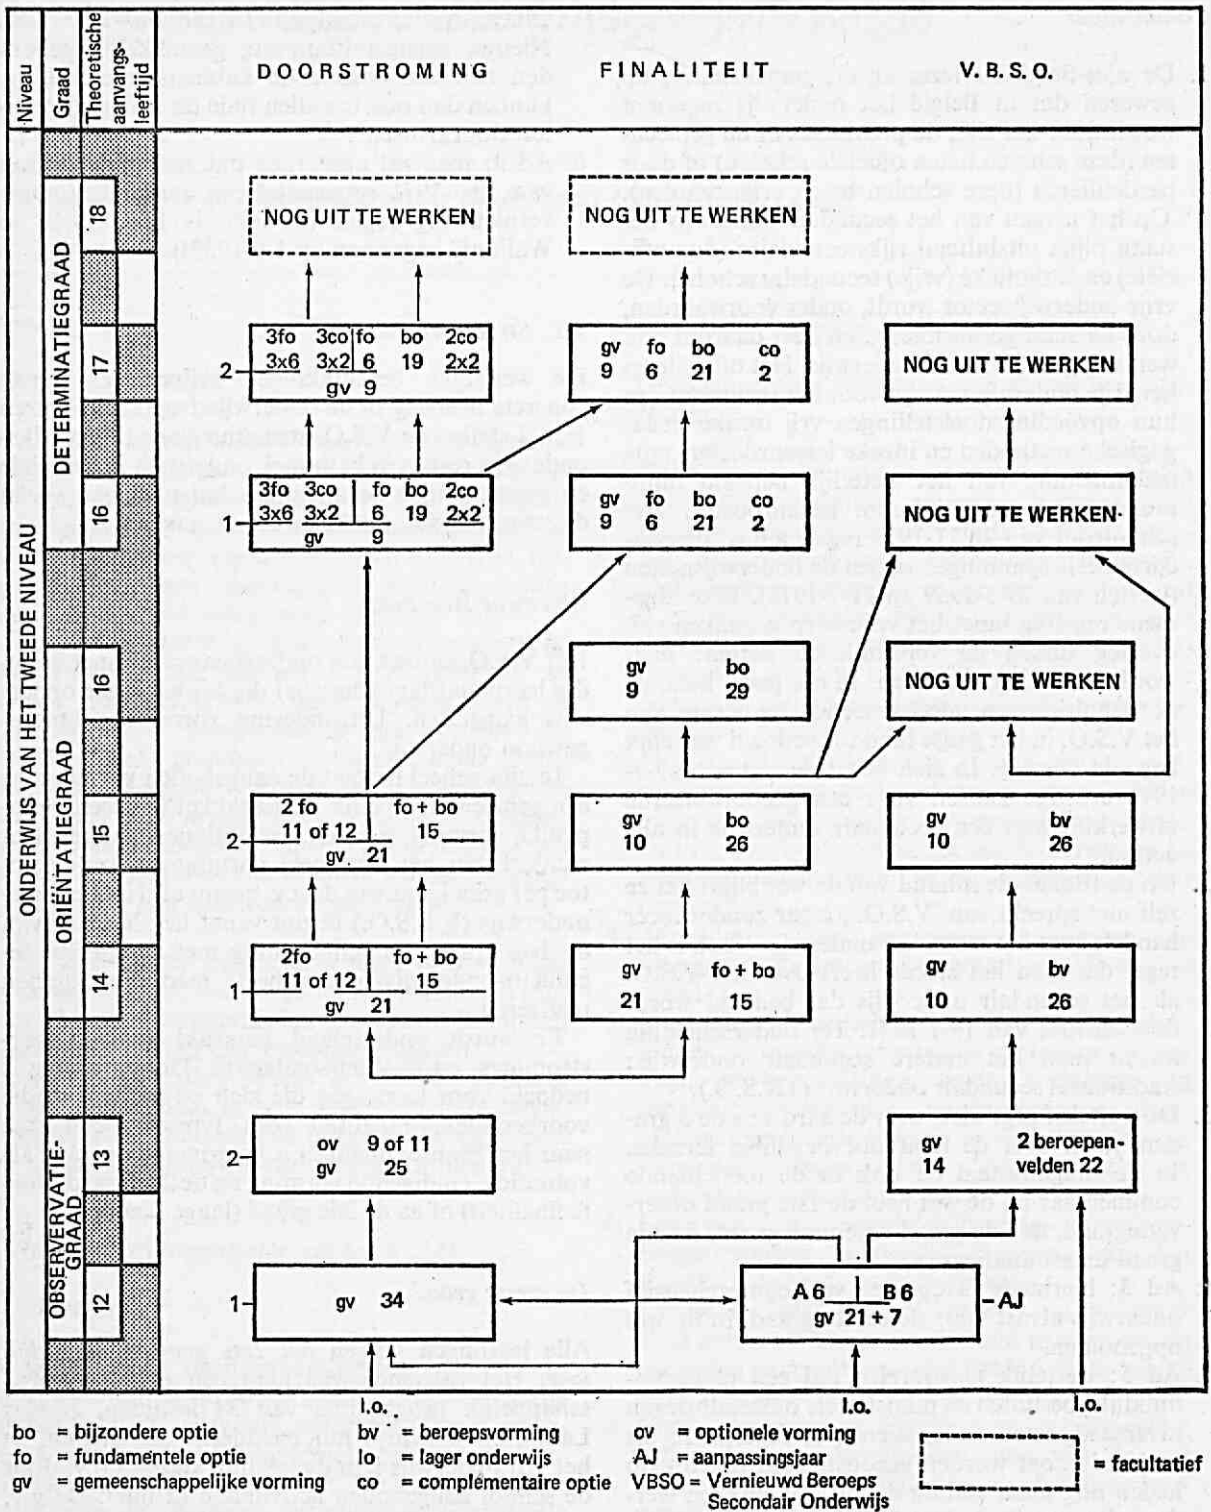 Niveau
Graad
Theoretische aanvangs- leeftijd
DOORSTROMING
FINALITEIT
V.B.S.O.
ONDERWIJS VAN HET TWEEDE NIVEAU
DETERMINATIEGRAAD
18
NOG UIT TE WERKEN
NOG UIT TE WERKEN
17
2
3fo 3co fo bo 2co
3x6 3x2 6 19 2x2
gv 9
gv fo bo co
9 6 21 2
NOG UIT TE WERKEN
16
1
3fo 3co fo bo 2co
3x6 3x2 6 19 2x2
gv 9
gv fo bo co
9 6 21 2
NOG UIT TE WERKEN
ORIËNTATIEGRAAD
16
gv bo
9 29
NOG UIT TE WERKEN
15
2
2 fo fo + bo
11 of 12 15
gv 21
gv bo
10 26
gv bv
10 26
14
1
2fo fo + bo
11 of 12 15
gv 21
gv fo + bo
21 15
gv bv
10 26
OBSERVATIE-
GRAAD
13
2
ov 9 of 11
gv 25
gv 2 beroepen-
14 velden 22
12
1
gv 34
A 6 B 6
gv 21 + 7
AJ
l.o. l.o. l.o.
bo = bijzondere optie
fo = fundamentele optie
gv = gemeenschappelijke vorming
bv = beroepsvorming
lo = lager onderwijs
co = complementaire optie
ov = optionele vorming
AJ = aanpassingsjaar
VBSO = Vernieuwd Beroeps
Secondair Onderwijs
= facultatief